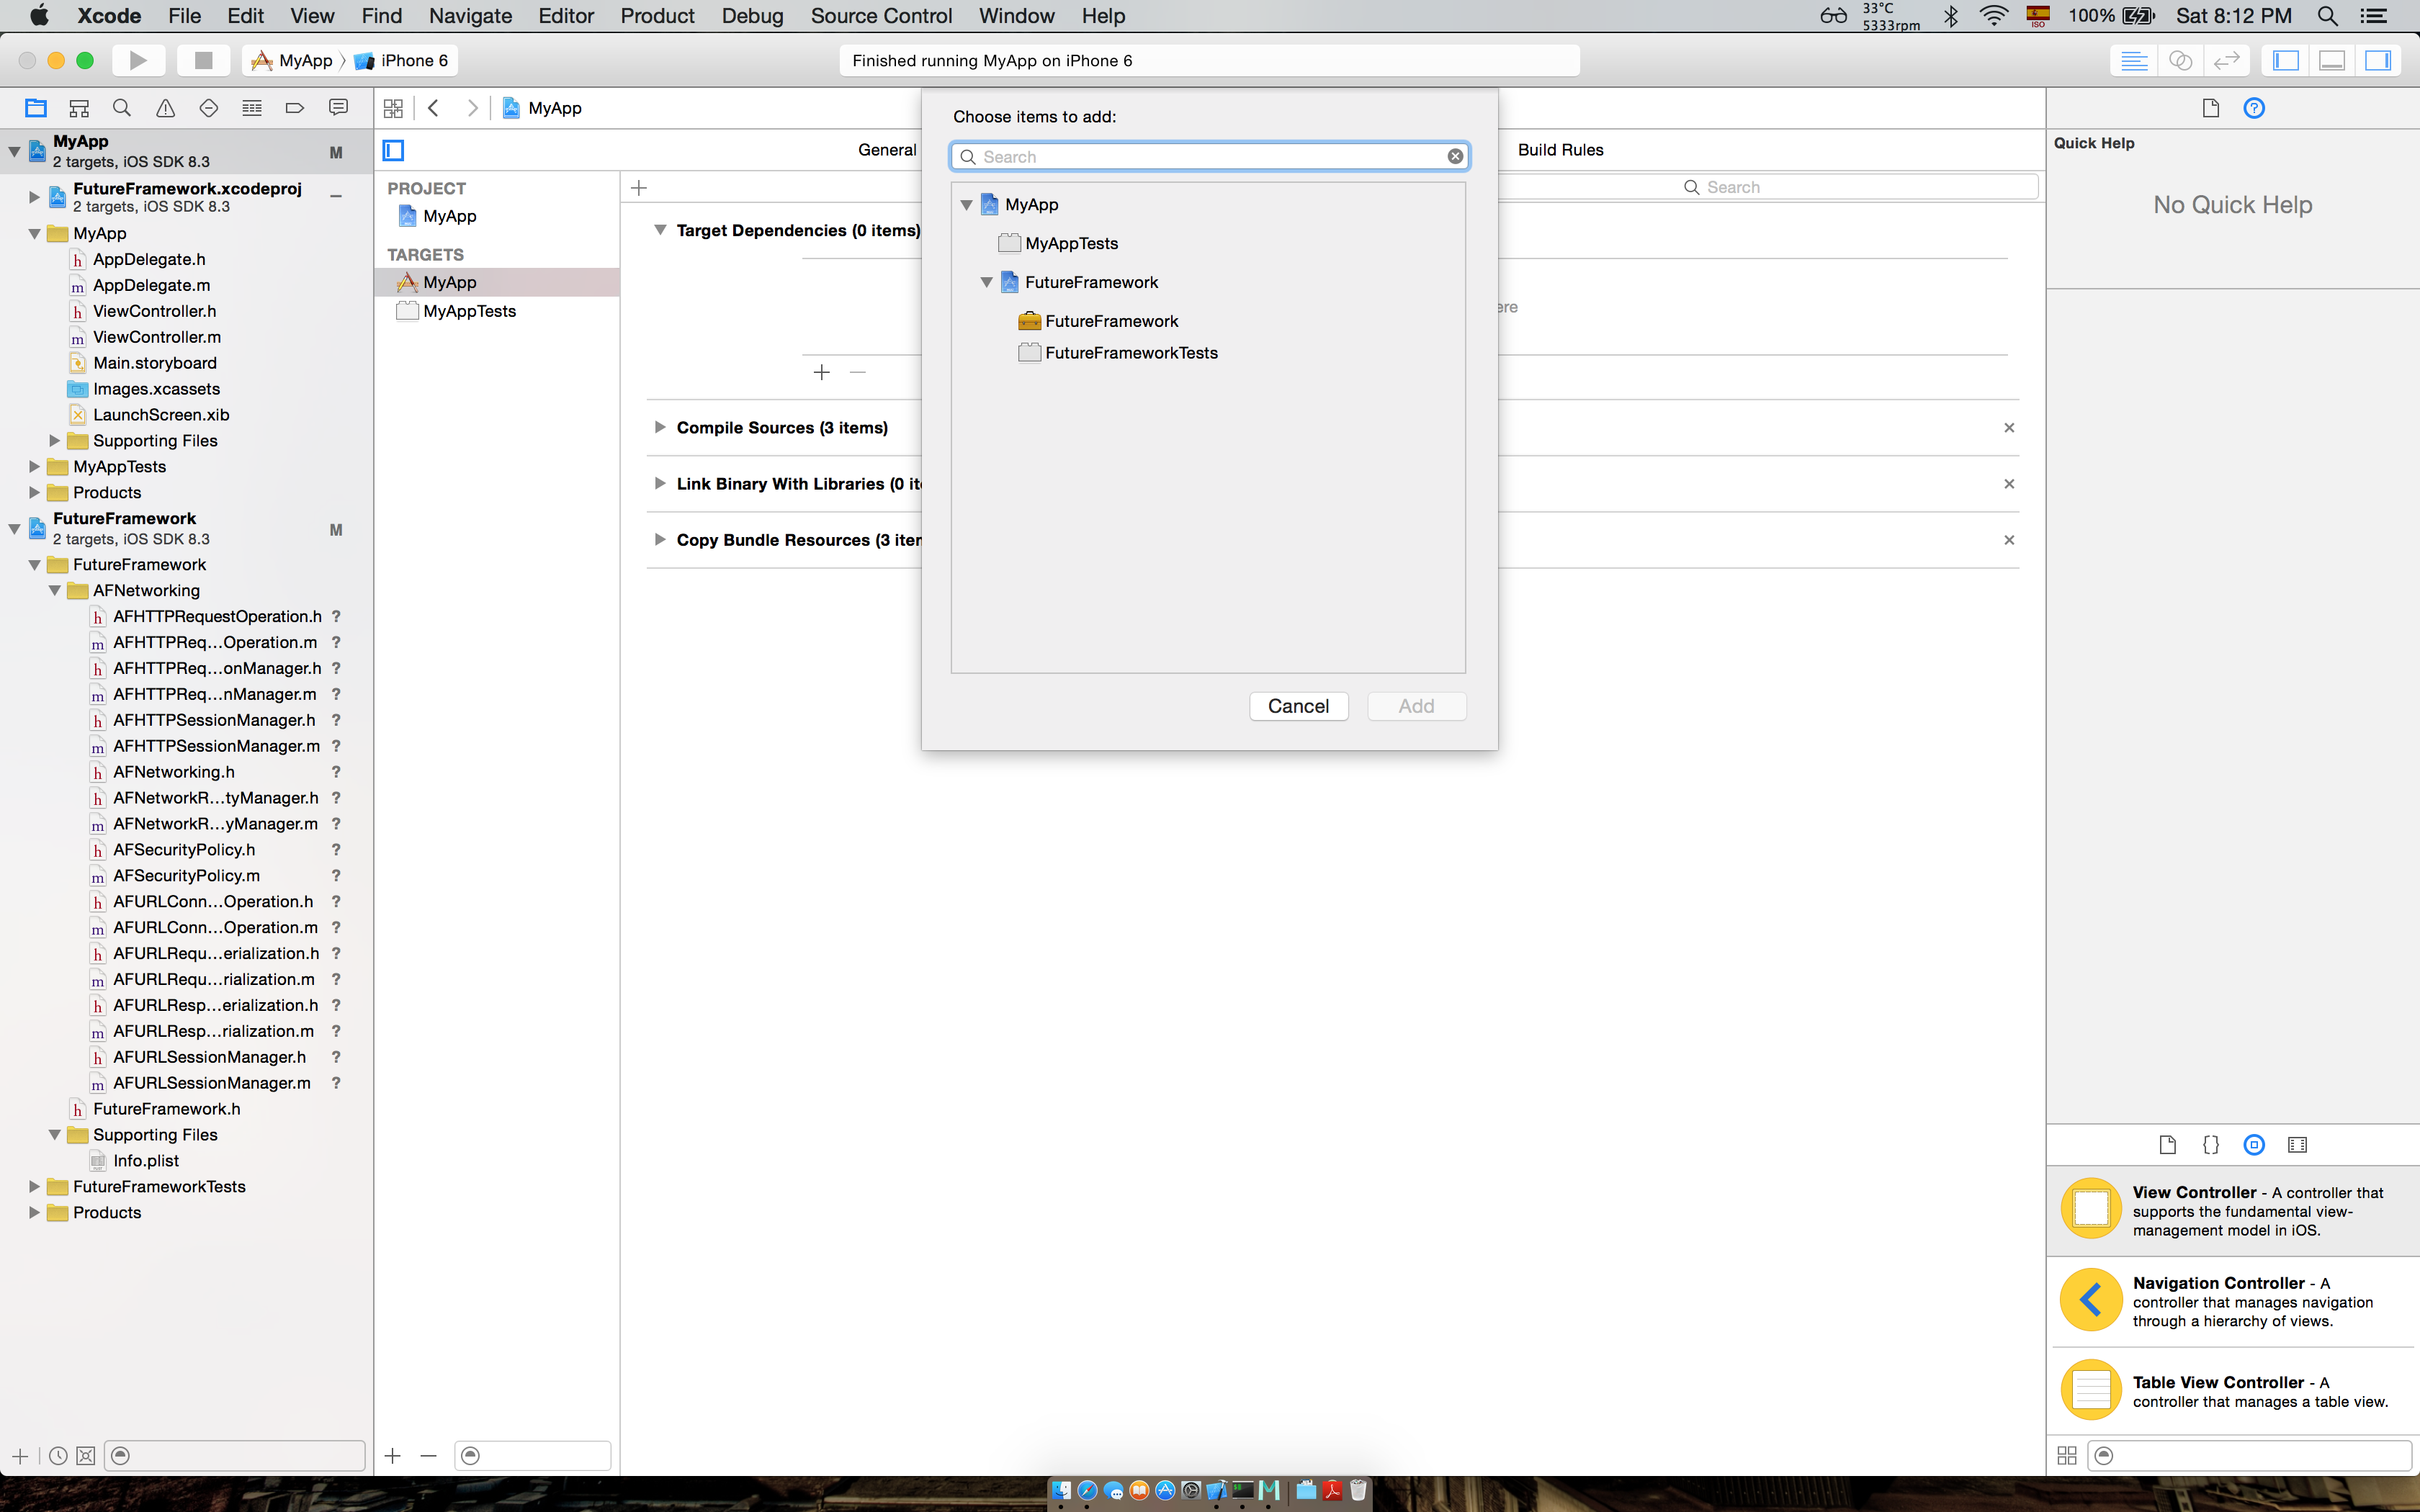 Xcode File Edit View Find Navigate Editor Product Debug Source Control Window Help
33°C
5333rpm
ISO
100%
Sat 8:12 PM
MyApp
iPhone 6
Finished running MyApp on iPhone 6
MyApp
2 targets, iOS SDK 8.3
M
FutureFramework.xcodeproj
2 targets, iOS SDK 8.3
MyApp
h AppDelegate.h
m AppDelegate.m
h ViewController.h
m ViewController.m
Main.storyboard
Images.xcassets
LaunchScreen.xib
Supporting Files
MyAppTests
Products
FutureFramework
2 targets, iOS SDK 8.3
M
FutureFramework
AFNetworking
h AFHTTPRequestOperation.h ?
m AFHTTPReq...Operation.m ?
h AFHTTPReq...onManager.h ?
m AFHTTPReq...nManager.m ?
h AFHTTPSessionManager.h ?
m AFHTTPSessionManager.m ?
h AFNetworking.h ?
h AFNetworkR...tyManager.h ?
m AFNetworkR...yManager.m ?
h AFSecurityPolicy.h ?
m AFSecurityPolicy.m ?
h AFURLConn...Operation.h ?
m AFURLConn...Operation.m ?
h AFURLRequ...erialization.h ?
m AFURLRequ...rialization.m ?
h AFURLResp...erialization.h ?
m AFURLResp...rialization.m ?
h AFURLSessionManager.h ?
m AFURLSessionManager.m ?
h FutureFramework.h
Supporting Files
Info.plist
FutureFrameworkTests
Products
MyApp
General
Build Rules
PROJECT
MyApp
TARGETS
MyApp
MyAppTests
Search
Target Dependencies (0 items)
ere
Compile Sources (3 items)
Link Binary With Libraries (0 it
Copy Bundle Resources (3 iter
Choose items to add:
Search
MyApp
MyAppTests
FutureFramework
FutureFramework
FutureFrameworkTests
Cancel
Add
Quick Help
No Quick Help
View Controller - A controller that
supports the fundamental view-
management model in iOS.
Navigation Controller - A
controller that manages navigation
through a hierarchy of views.
Table View Controller - A
controller that manages a table view.